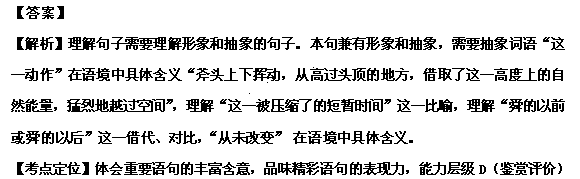 【答案】
【解析】理解句子需要理解形象和抽象的句子。本句兼有形象和抽象，需要抽象词语“这
一动作”在语境中具体含义“斧头上下挥动，从高过头顶的地方，借取了这一高度上的自
然能量，猛烈地越过空间”，理解“这一被压缩了的短暂时间”这一比喻，理解“舜的以前
或舜的以后”这一借代、对比，“从未改变” 在语境中具体含义。
【考点定位】体会重要语句的丰富含意，品味精彩语句的表现力，能力层级 D（鉴赏评价）